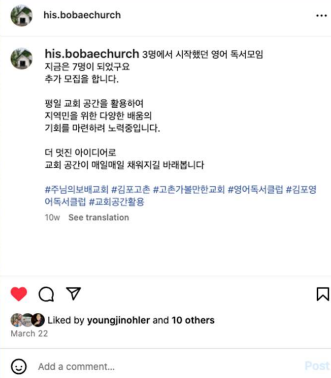 his.bobaechurch
his.bobaechurch 3명에서 시작했던 영어 독서모임
지금은 7명이 되었구요
추가 모집을 합니다.
평일 교회 공간을 활용하여
지역민을 위한 다양한 배움의
기회를 마련하려 노력중입니다.
더 멋진 아이디어로
교회 공간이 매일매일 채워지길 바래봅니다
#주님의보배교회 #김포고촌 #고촌가볼만한교회 #영어독서클럽 #김포영
어독서클럽 #교회공간활용
10w See translation
Liked by youngjinohler and 10 others
March 22
Add a comment...
Post